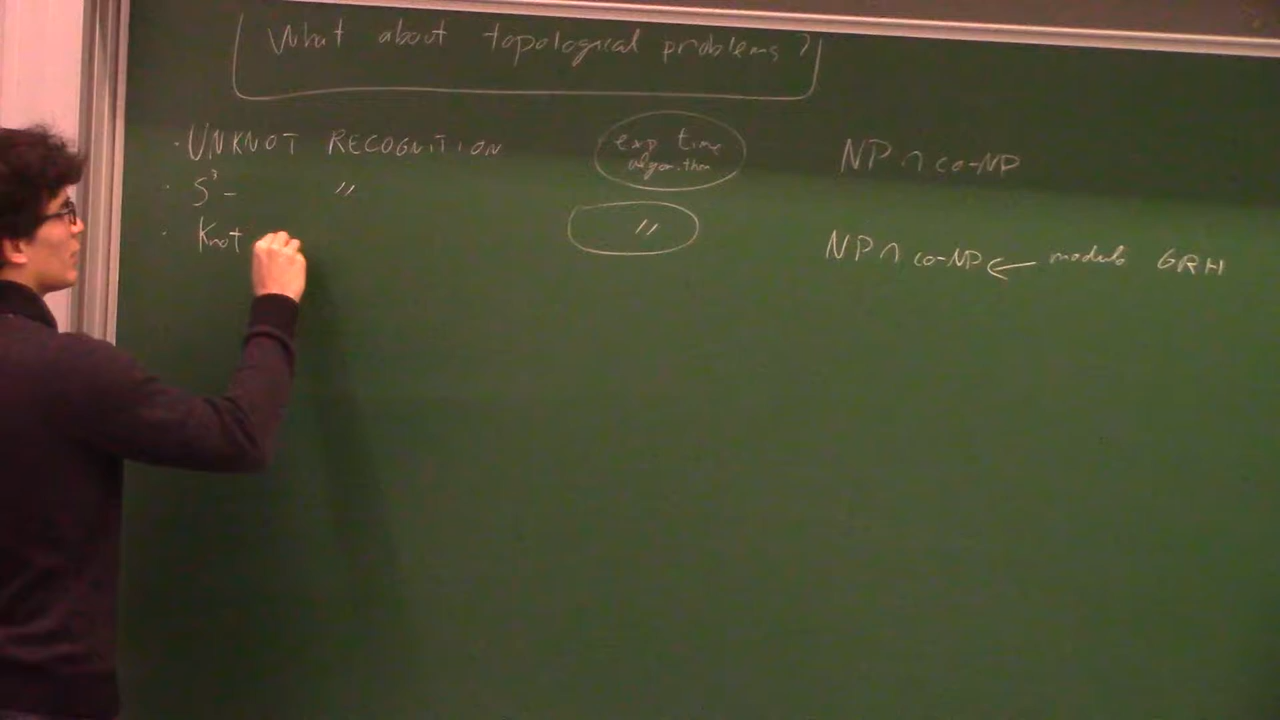 What about topological problems?
· UNKNOT RECOGNITION exp time algorithm NP ∩ co-NP
· S³ - " "
· Knot NP ∩ co-NP ← modulo GRH